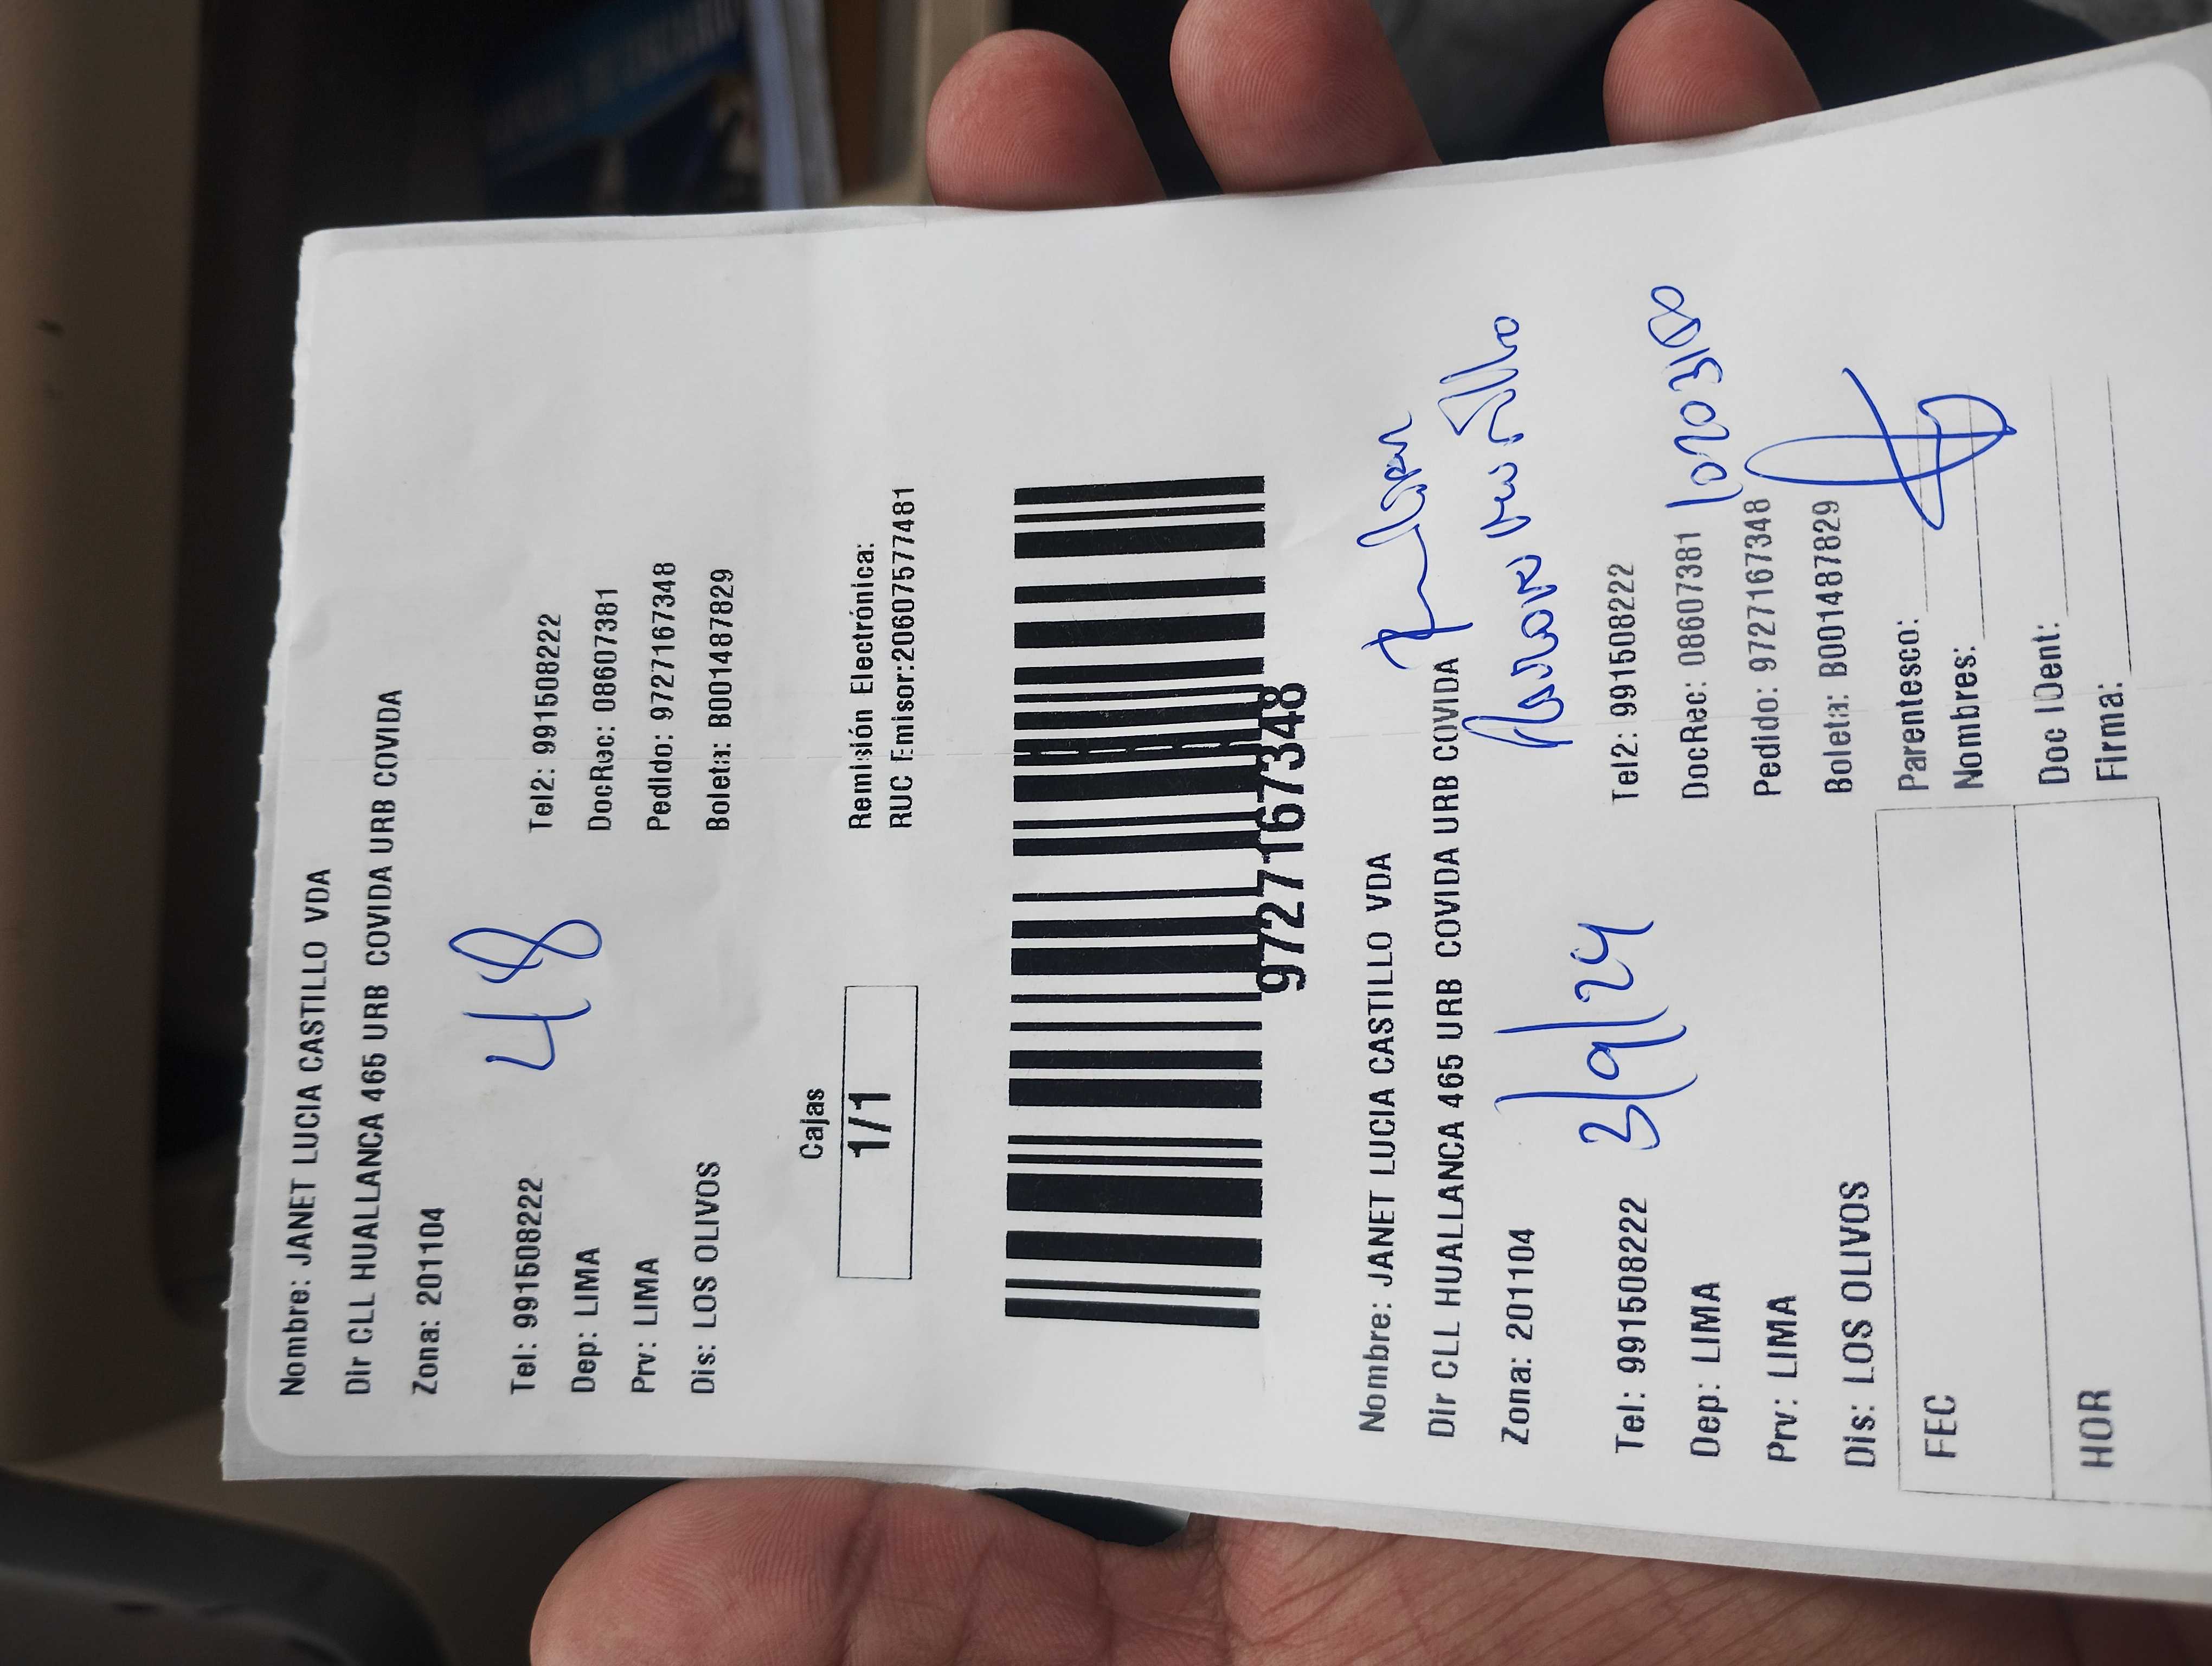 Nombre: JANET LUCIA CASTILLO VDA
Dir CLL HUALLANCA 465 URB COVIDA URB COVIDA
Zona: 201104
48
Tel: 991508222 Tel2: 991508222
Dep: LIMA DocRec: 08607381
Prv: LIMA Pedido: 9727167348
Dis: LOS OLIVOS Boleta: B001487829
Cajas
1/1
Remisión Electrónica:
RUC Emisor:20607577481
9727167348
Nombre: JANET LUCIA CASTILLO VDA
Dir CLL HUALLANCA 465 URB COVIDA URB COVIDA
Zona: 201104
3/9/24
Tel: 991508222 Tel2: 991508222
Dep: LIMA DocRec: 08607381
Prv: LIMA Pedido: 9727167348
Dis: LOS OLIVOS Boleta: B001487829
FEC
HOR
Parentesco:
Nombres:
Doc IDent:
Firma: